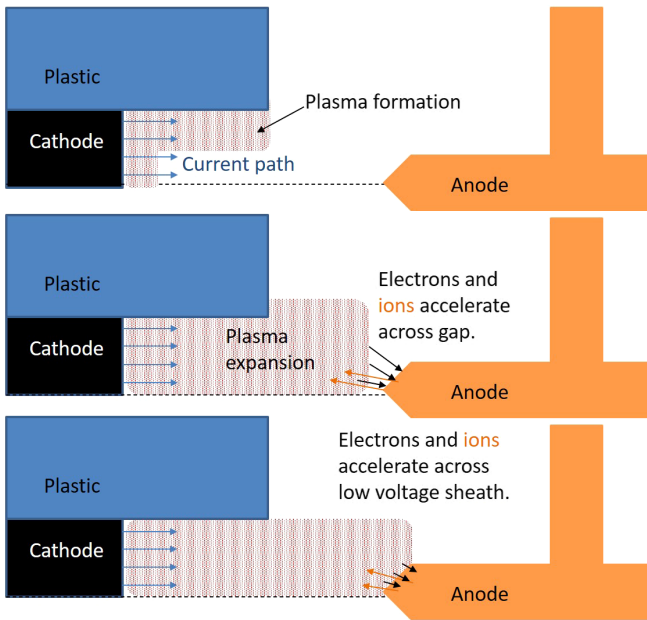 Plastic
Plasma formation
Cathode
Current path
Anode
Plastic
Electrons and
ions accelerate
across gap.
Cathode
Plasma
expansion
Anode
Electrons and ions
accelerate across
low voltage sheath.
Plastic
Cathode
Anode